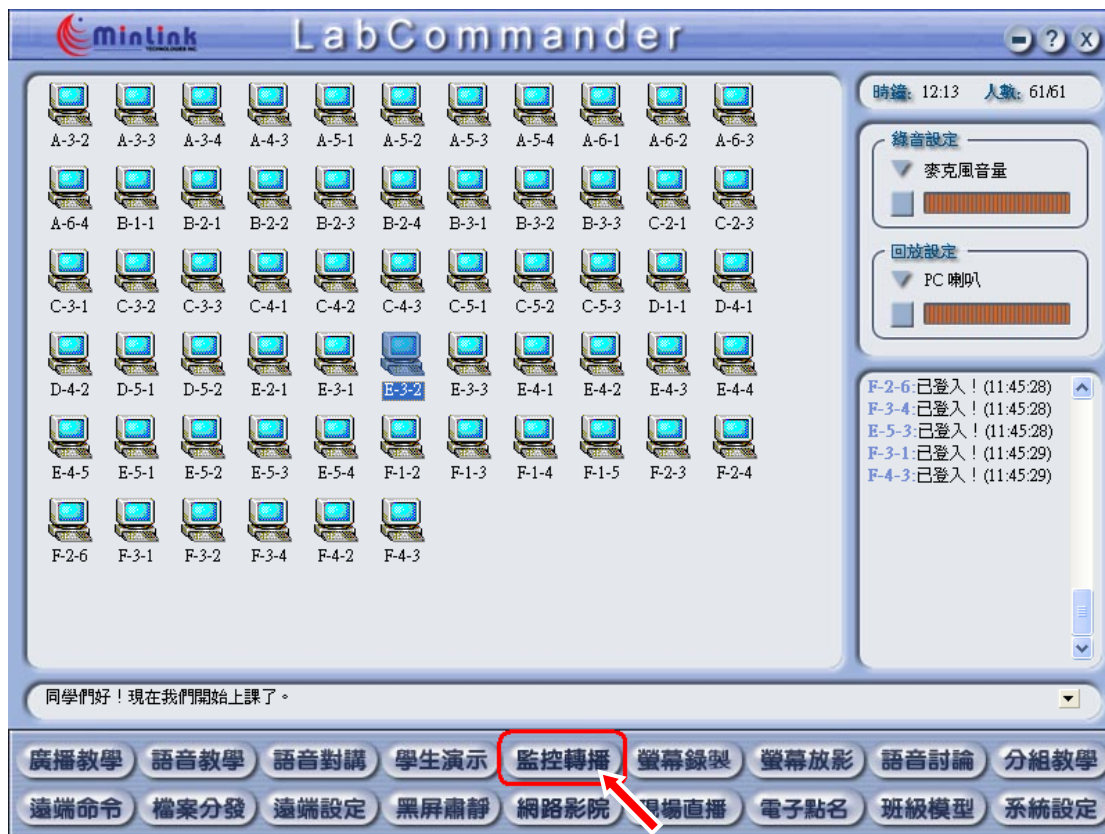 MinLink
TECHNOLOGIES INC.
LabCommander
時鐘: 12:13 人數: 61/61
錄音設定
麥克風音量
回放設定
PC 喇叭
A-3-2 A-3-3 A-3-4 A-4-3 A-5-1 A-5-2 A-5-3 A-5-4 A-6-1 A-6-2 A-6-3
A-6-4 B-1-1 B-2-1 B-2-2 B-2-3 B-2-4 B-3-1 B-3-2 B-3-3 C-2-1 C-2-3
C-3-1 C-3-2 C-3-3 C-4-1 C-4-2 C-4-3 C-5-1 C-5-2 C-5-3 D-1-1 D-4-1
D-4-2 D-5-1 D-5-2 E-2-1 E-3-1 E-3-2 E-3-3 E-4-1 E-4-2 E-4-3 E-4-4
E-4-5 E-5-1 E-5-2 E-5-3 E-5-4 F-1-2 F-1-3 F-1-4 F-1-5 F-2-3 F-2-4
F-2-6 F-3-1 F-3-2 F-3-4 F-4-2 F-4-3
F-2-6:已登入！(11:45:28)
F-3-4:已登入！(11:45:28)
E-5-3:已登入！(11:45:28)
F-3-1:已登入！(11:45:29)
F-4-3:已登入！(11:45:29)
同學們好！現在我們開始上課了。
廣播教學 語音教學 語音對講 學生演示 監控轉播 螢幕錄製 螢幕放影 語音討論 分組教學
遠端命令 檔案分發 遠端設定 黑屏肅靜 網路影院 現場直播 電子點名 班級模型 系統設定